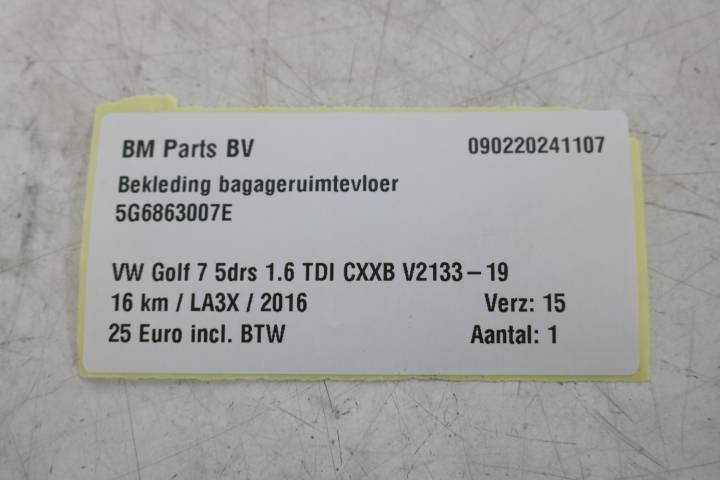 BM Parts BV 090220241107
Bekleding bagageruimtevloer
5G6863007E
VW Golf 7 5drs 1.6 TDI CXXB V2133-19
16 km / LA3X / 2016 Verz: 15
25 Euro incl. BTW Aantal: 1